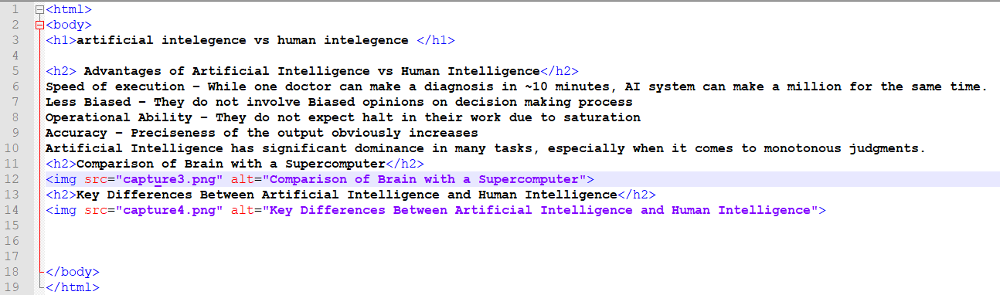 1 <html>
2 <body>
3 <h1>artificial intelegence vs human intelegence </h1>
4
5 <h2> Advantages of Artificial Intelligence vs Human Intelligence</h2>
6 Speed of execution – While one doctor can make a diagnosis in ~10 minutes, AI system can make a million for the same time.
7 Less Biased – They do not involve Biased opinions on decision making process
8 Operational Ability – They do not expect halt in their work due to saturation
9 Accuracy – Preciseness of the output obviously increases
10 Artificial Intelligence has significant dominance in many tasks, especially when it comes to monotonous judgments.
11 <h2>Comparison of Brain with a Supercomputer</h2>
12 <img src="capture3.png" alt="Comparison of Brain with a Supercomputer">
13 <h2>Key Differences Between Artificial Intelligence and Human Intelligence</h2>
14 <img src="capture4.png" alt="Key Differences Between Artificial Intelligence and Human Intelligence">
15
16
17
18 </body>
19 </html>